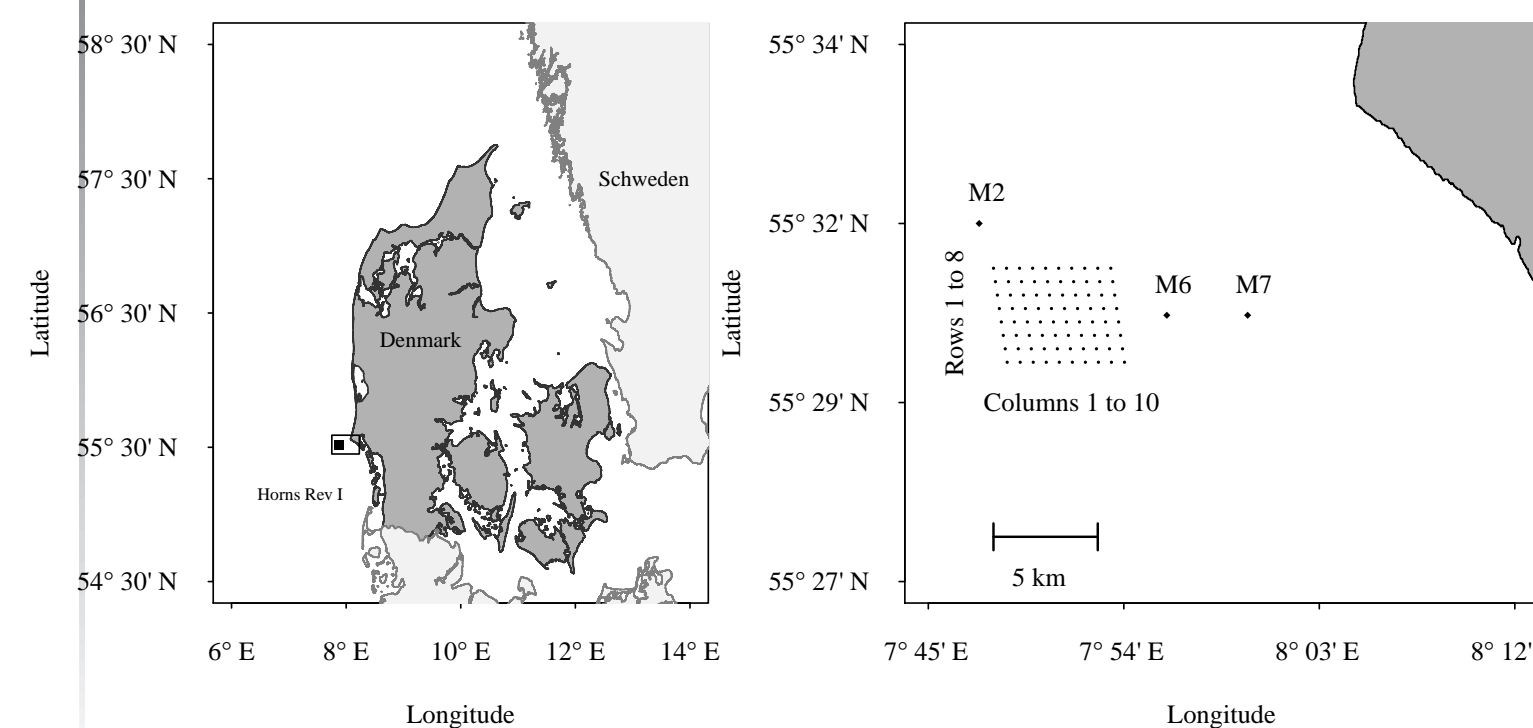 58° 30' N
57° 30' N
56° 30' N
55° 30' N
54° 30' N
Latitude
Schweden
Denmark
Horns Rev I
6° E 8° E 10° E 12° E 14° E
Longitude
55° 34' N
55° 32' N
55° 29' N
55° 27' N
Latitude
M2
Rows 1 to 8
M6 M7
Columns 1 to 10
5 km
7° 45' E 7° 54' E 8° 03' E 8° 12'
Longitude